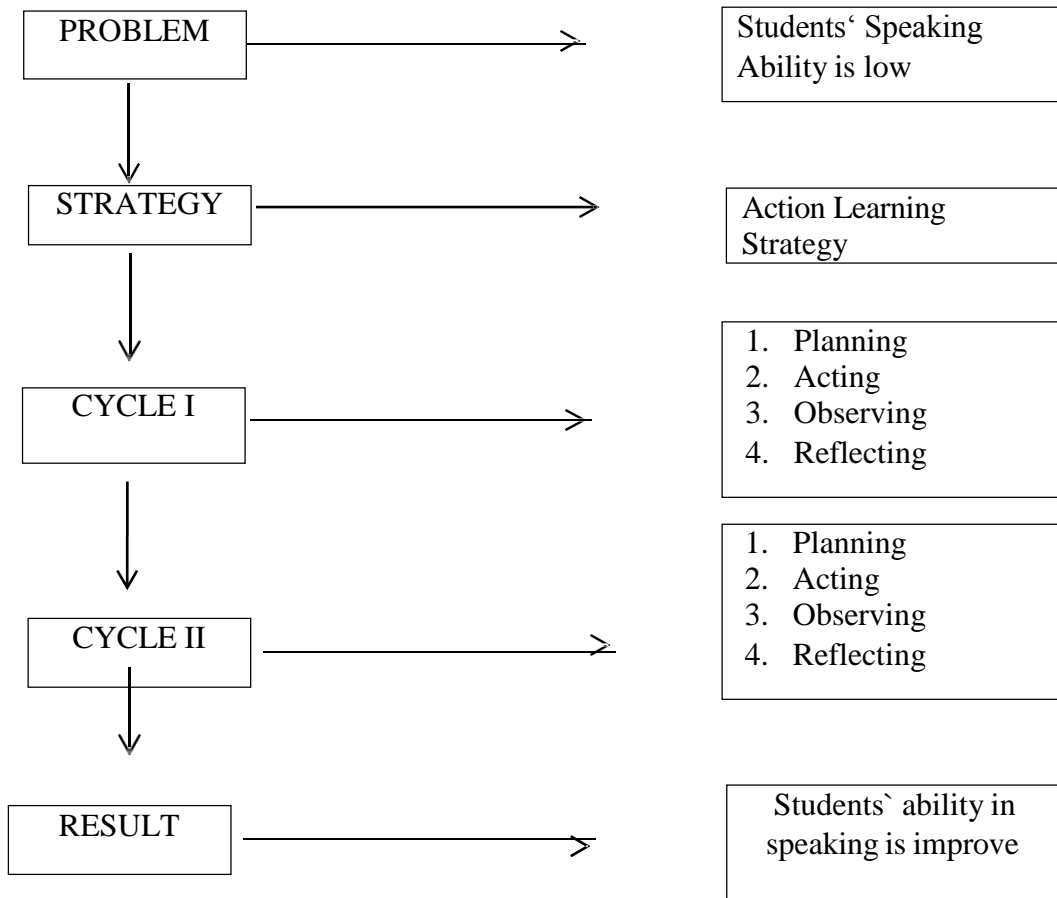 PROBLEM
Students‘ Speaking
Ability is low
STRATEGY
Action Learning
Strategy
CYCLE I
1. Planning
2. Acting
3. Observing
4. Reflecting
CYCLE II
1. Planning
2. Acting
3. Observing
4. Reflecting
RESULT
Students` ability in
speaking is improve